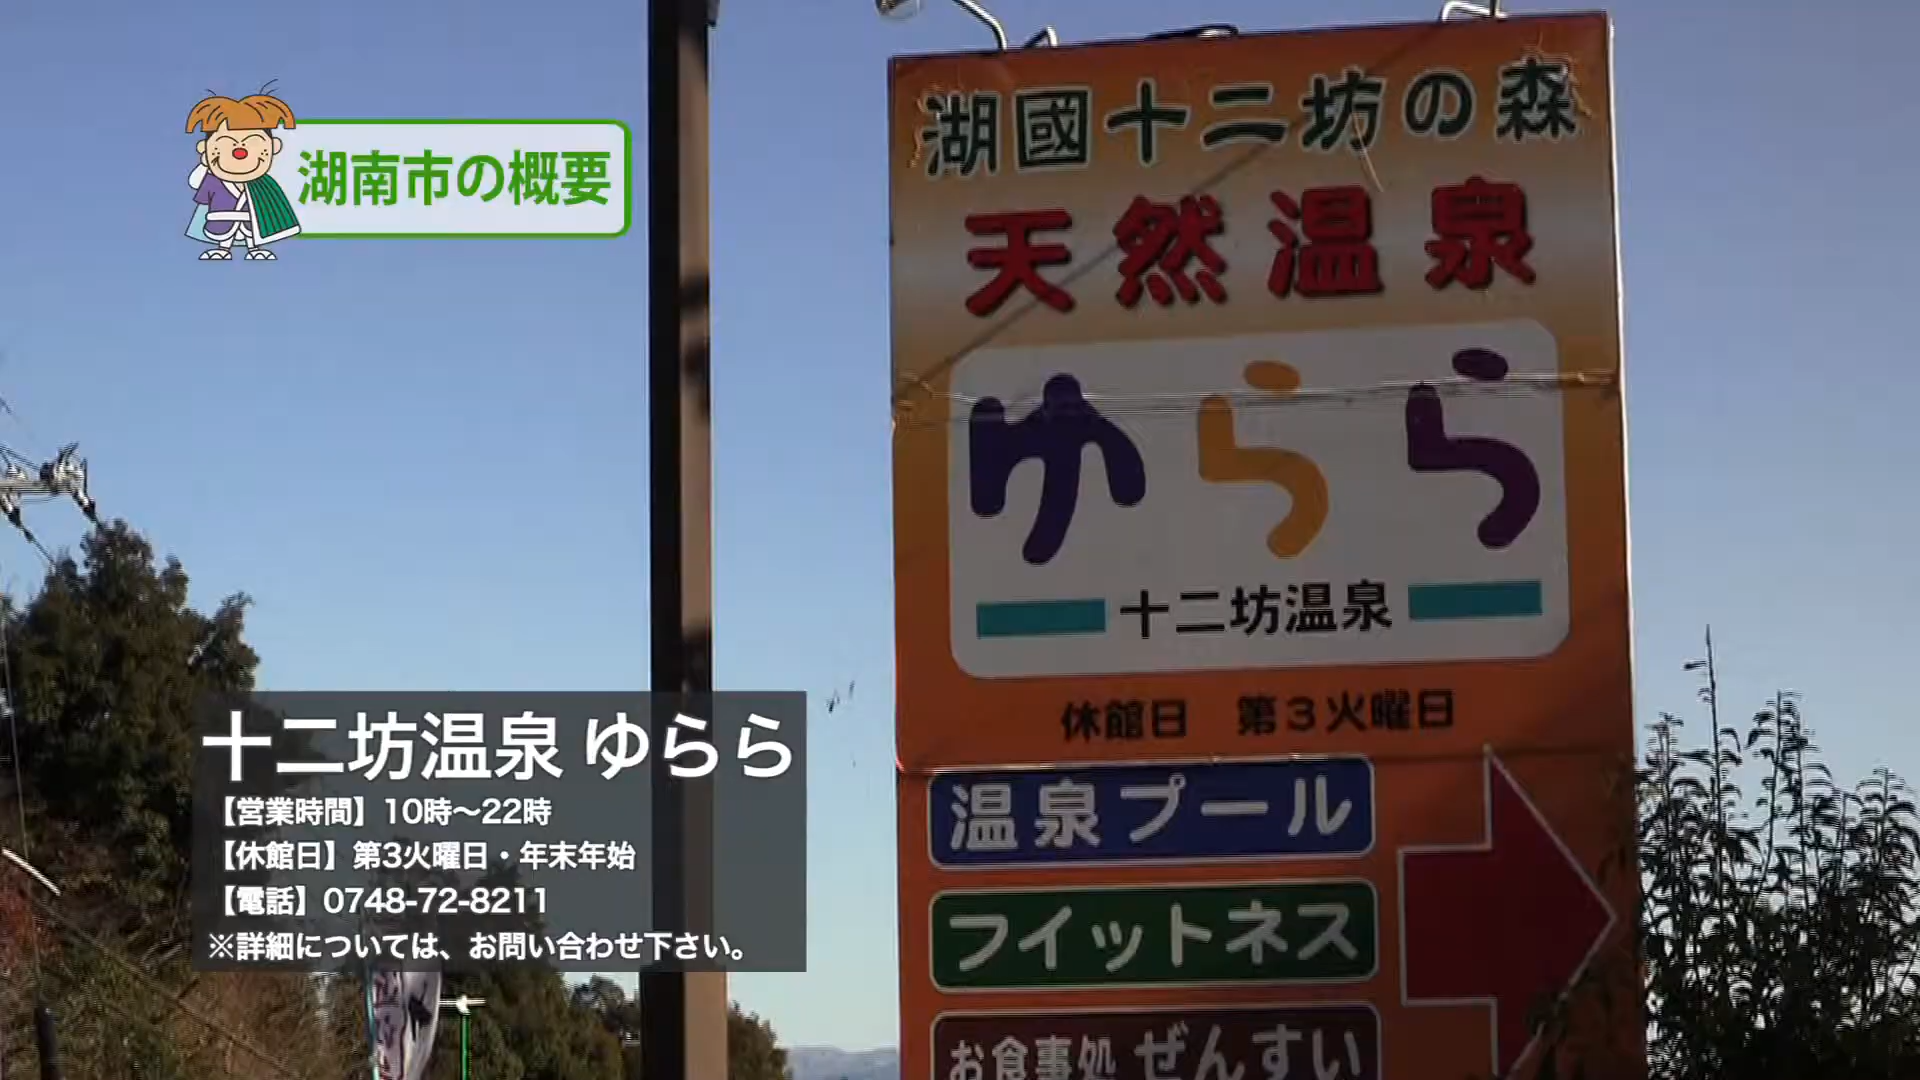 湖南市の概要
湖國十二坊の森
天然温泉
ゆらら
十二坊温泉
休館日 第3火曜日
温泉プール
フィットネス
お食事処 ぜんすい
十二坊温泉 ゆらら
【営業時間】10時〜22時
【休館日】第3火曜日・年末年始
【電話】0748-72-8211
※詳細については、お問い合わせ下さい。